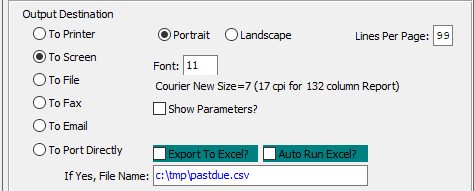 Output Destination
To Printer
Portrait
Landscape
Lines Per Page: 99
To Screen
Font: 11
To File
Courier New Size=7 (17 cpi for 132 column Report)
To Fax
Show Parameters?
To Email
To Port Directly
Export To Excel?
Auto Run Excel?
If Yes, File Name: c:\tmp\pastdue.csv